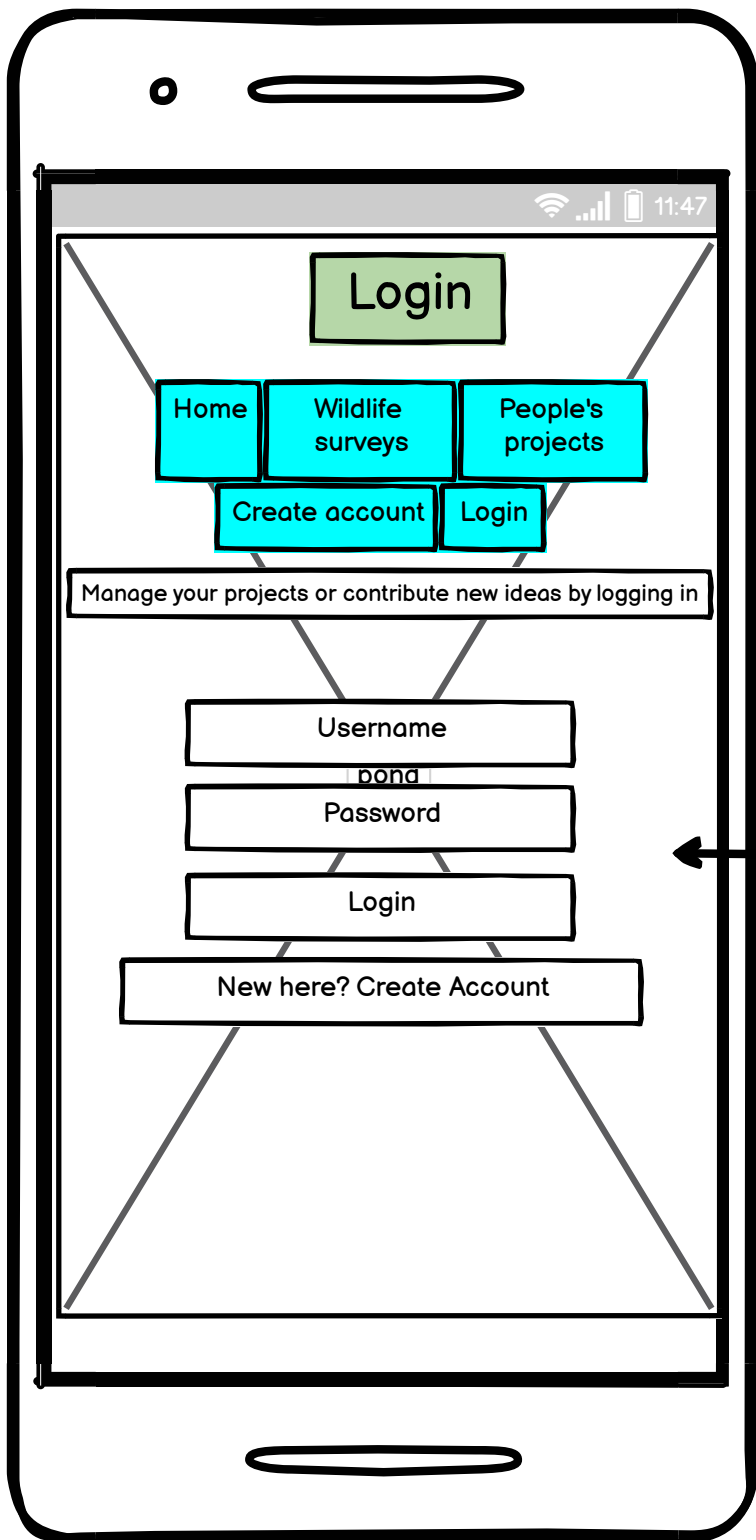 11:47
Login
Home
Wildlife
surveys
People's
projects
Create account
Login
Manage your projects or contribute new ideas by logging in
Username
pond
Password
Login
New here? Create Account